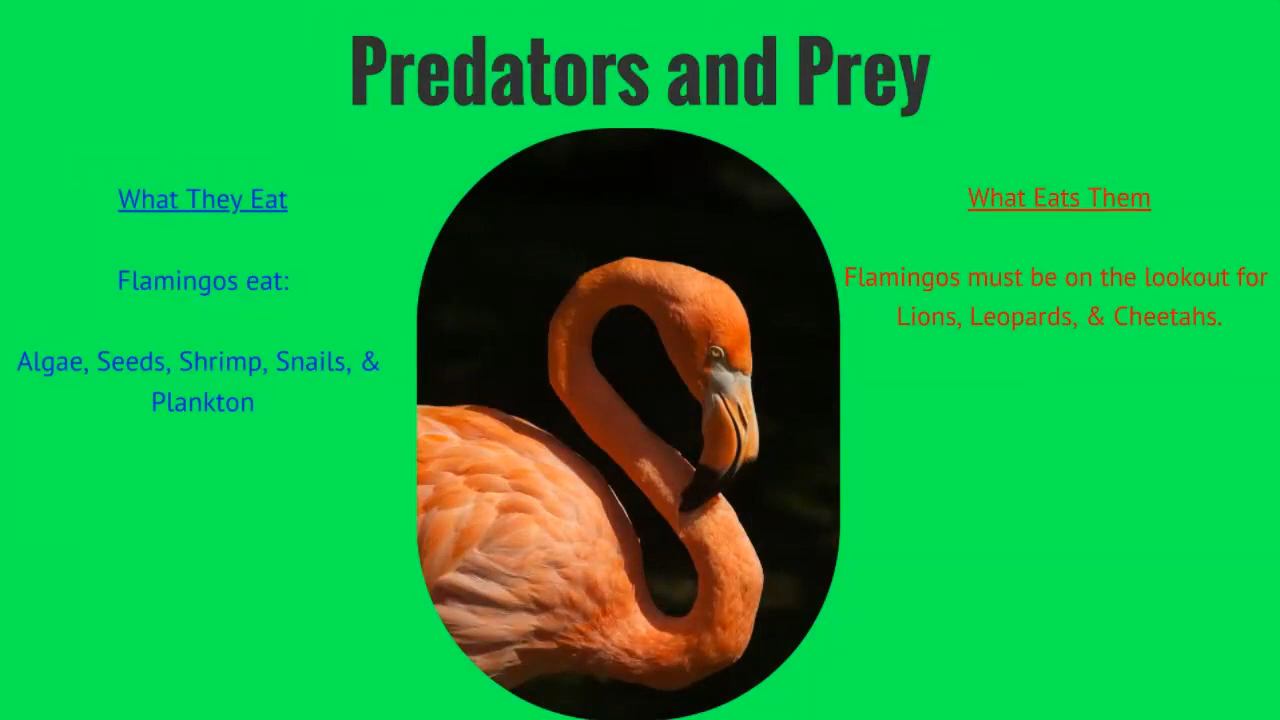 Predators and Prey
What They Eat
Flamingos eat:
Algae, Seeds, Shrimp, Snails, &
Plankton
What Eats Them
Flamingos must be on the lookout for
Lions, Leopards, & Cheetahs.